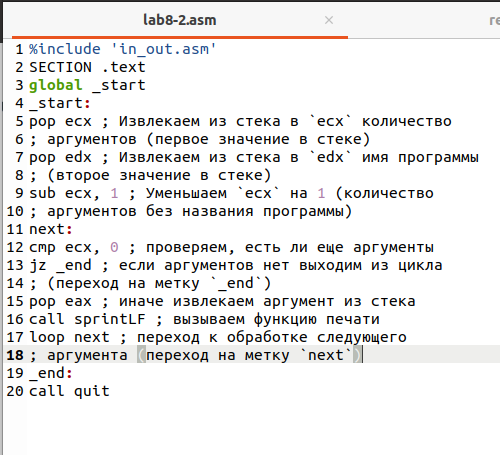 lab8-2.asm × re
1 %include 'in_out.asm'
2 SECTION .text
3 global _start
4 _start:
5 pop ecx ; Извлекаем из стека в `ecx` количество
6 ; аргументов (первое значение в стеке)
7 pop edx ; Извлекаем из стека в `edx` имя программы
8 ; (второе значение в стеке)
9 sub ecx, 1 ; Уменьшаем `ecx` на 1 (количество
10 ; аргументов без названия программы)
11 next:
12 cmp ecx, 0 ; проверяем, есть ли еще аргументы
13 jz _end ; если аргументов нет выходим из цикла
14 ; (переход на метку `_end`)
15 pop eax ; иначе извлекаем аргумент из стека
16 call sprintLF ; вызываем функцию печати
17 loop next ; переход к обработке следующего
18 ; аргумента (переход на метку `next`)
19 _end:
20 call quit